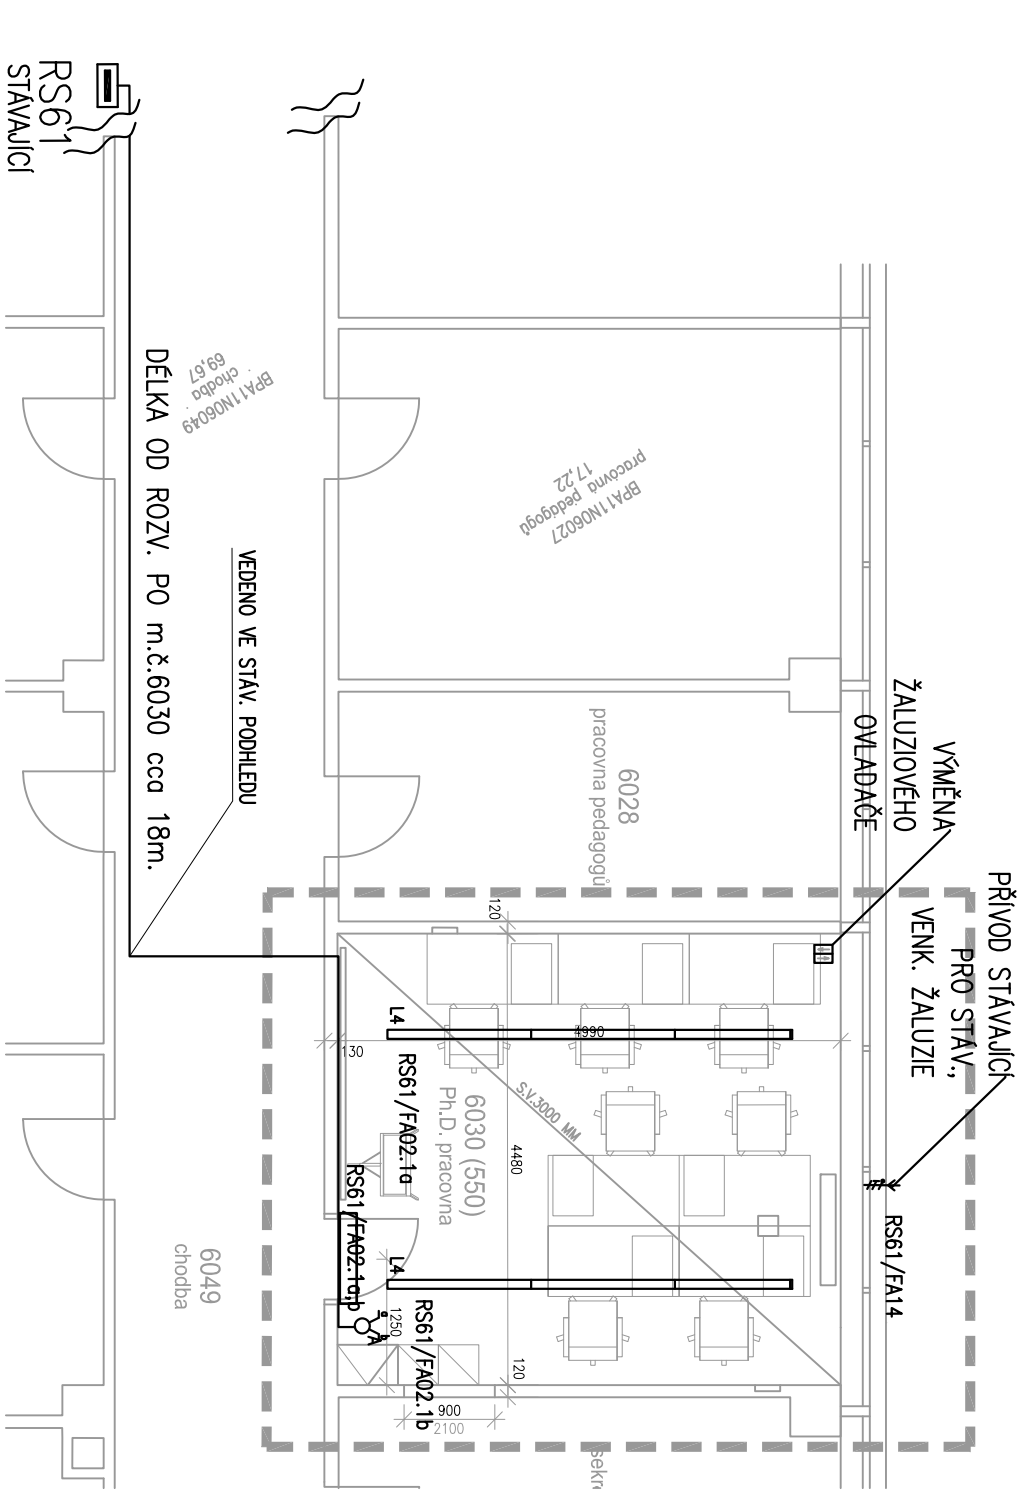 RS61
STÁVAJÍCÍ
DÉLKA OD ROZV. PO m.č.6030 cca 18m.
VEDENO VE STÁV. PODHLEDU
BPA11N06049
chodba
69,67
BPA11N06027
pracovna pedagogů
17,22
6028
pracovna pedagogů
VÝMĚNA
ŽALUZIOVÉHO
OVLADAČE
PŘÍVOD STÁVAJÍCÍ
PRO STÁV.,
VENK. ŽALUZIE
RS61/FA14
120
L4
4990
130
RS61/FA02.1a
S.V.3000 MM
6030 (550)
Ph.D. pracovna
4480
RS61/FA02.1a,b
L4
1250
a
b
A
RS61/FA02.1b
120
900
2100
6049
chodba
sekre